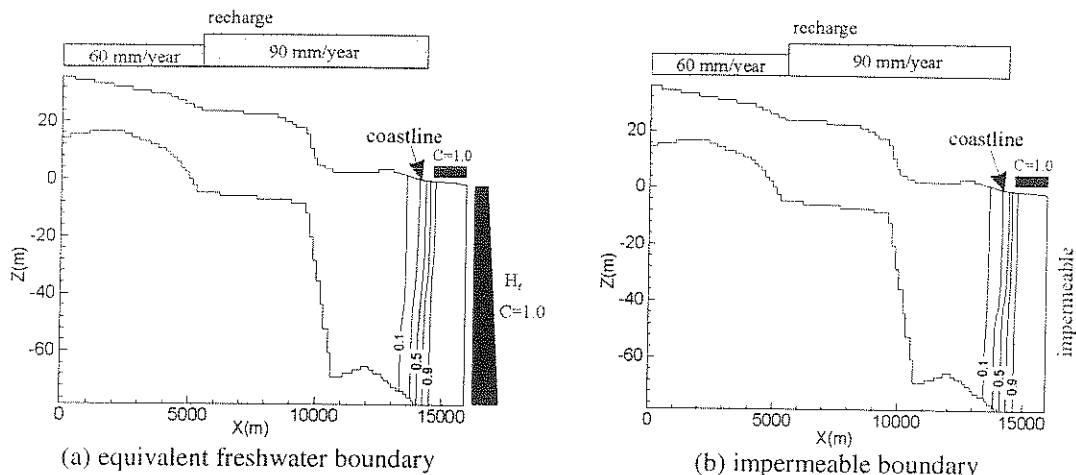 recharge
60 mm/year
90 mm/year
coastline
C=1.0
20
0
-20
-40
-60
Z(m)
0.1
0.5
0.9
H_f
C=1.0
0
5000
10000
15000
X(m)
(a) equivalent freshwater boundary
recharge
60 mm/year
90 mm/year
coastline
C=1.0
20
0
-20
-40
-60
Z(m)
0.1
0.5
0.9
impermeable
0
5000
10000
15000
X(m)
(b) impermeable boundary